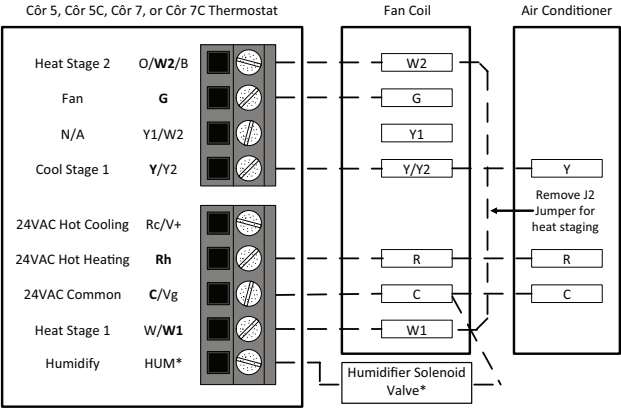 Côr 5, Côr 5C, Côr 7, or Côr 7C Thermostat
Fan Coil
Air Conditioner
Heat Stage 2 O/W2/B
W2
Fan G
G
N/A Y1/W2
Y1
Cool Stage 1 Y/Y2
Y/Y2
Y
Remove J2
Jumper for
heat staging
24VAC Hot Cooling Rc/V+
24VAC Hot Heating Rh
R
R
24VAC Common C/Vg
C
C
Heat Stage 1 W/W1
W1
Humidify HUM*
Humidifier Solenoid
Valve*